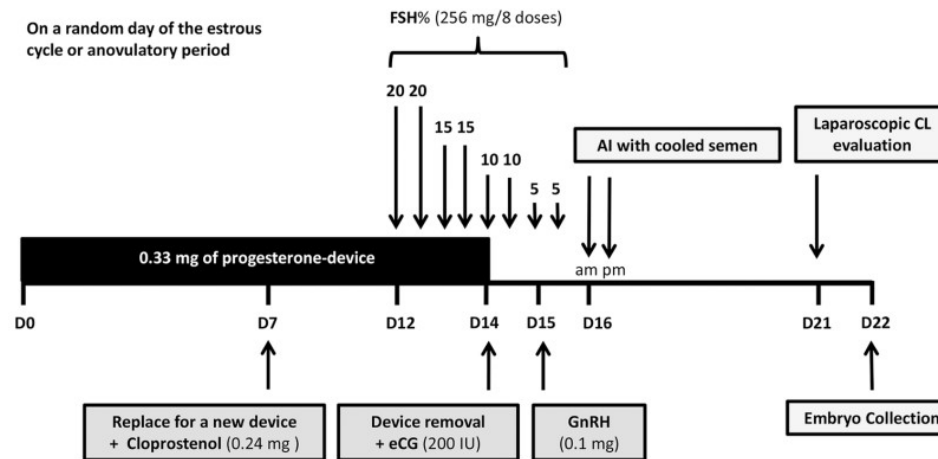 On a random day of the estrous
cycle or anovulatory period
FSH% (256 mg/8 doses)
20 20
15 15
10 10
5 5
AI with cooled semen
Laparoscopic CL
evaluation
0.33 mg of progesterone-device
am pm
D0 D7 D12 D14 D15 D16 D21 D22
Replace for a new device
+ Cloprostenol (0.24 mg )
Device removal
+ eCG (200 IU)
GnRH
(0.1 mg)
Embryo Collection